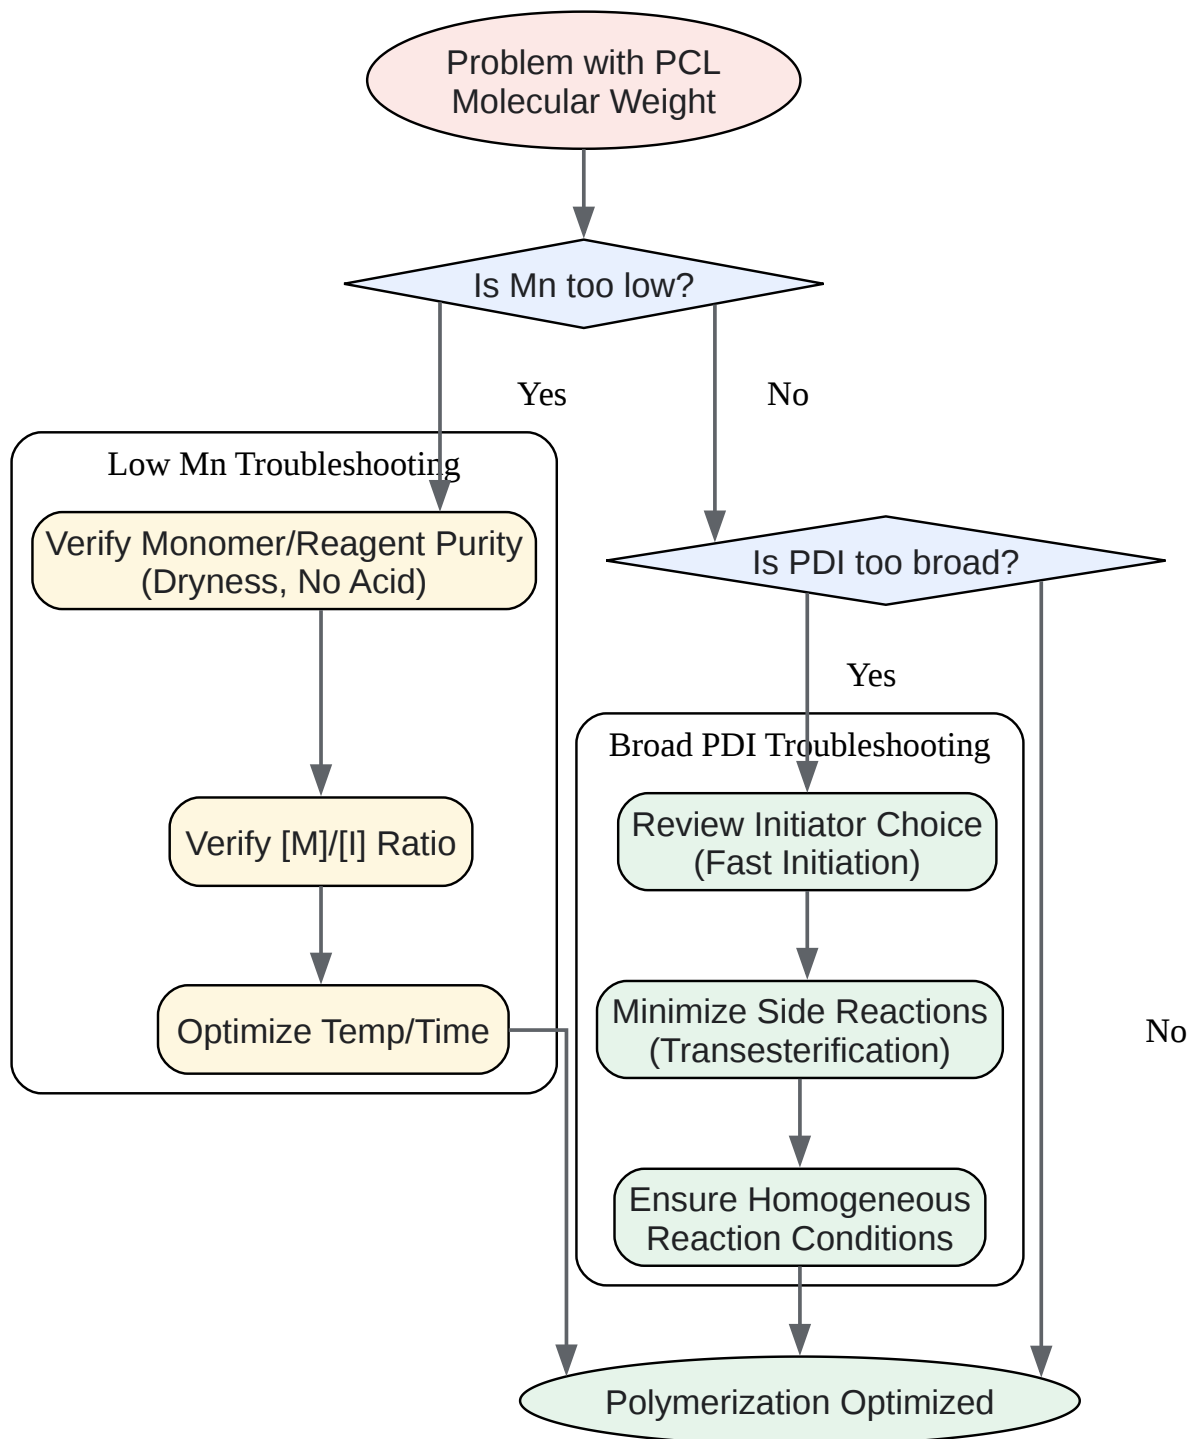 Problem with PCL
Molecular Weight
Is Mn too low?
Yes
No
Low Mn Troubleshooting
Verify Monomer/Reagent Purity
(Dryness, No Acid)
Verify [M]/[I] Ratio
Optimize Temp/Time
Is PDI too broad?
Yes
Broad PDI Troubleshooting
Review Initiator Choice
(Fast Initiation)
Minimize Side Reactions
(Transesterification)
Ensure Homogeneous
Reaction Conditions
No
Polymerization Optimized